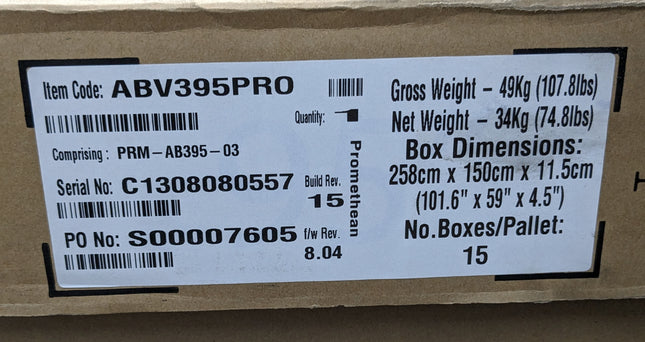 Item Code: ABV395PRO
Quantity: 1
Comprising : PRM-AB395-03
Serial No: C1308080557
Build Rev.
15
PO No: S00007605
f/w Rev.
8.04
Promethean
Gross Weight - 49Kg (107.8lbs)
Net Weight - 34Kg (74.8lbs)
Box Dimensions:
258cm x 150cm x 11.5cm
(101.6" x 59" x 4.5")
No.Boxes/Pallet:
15